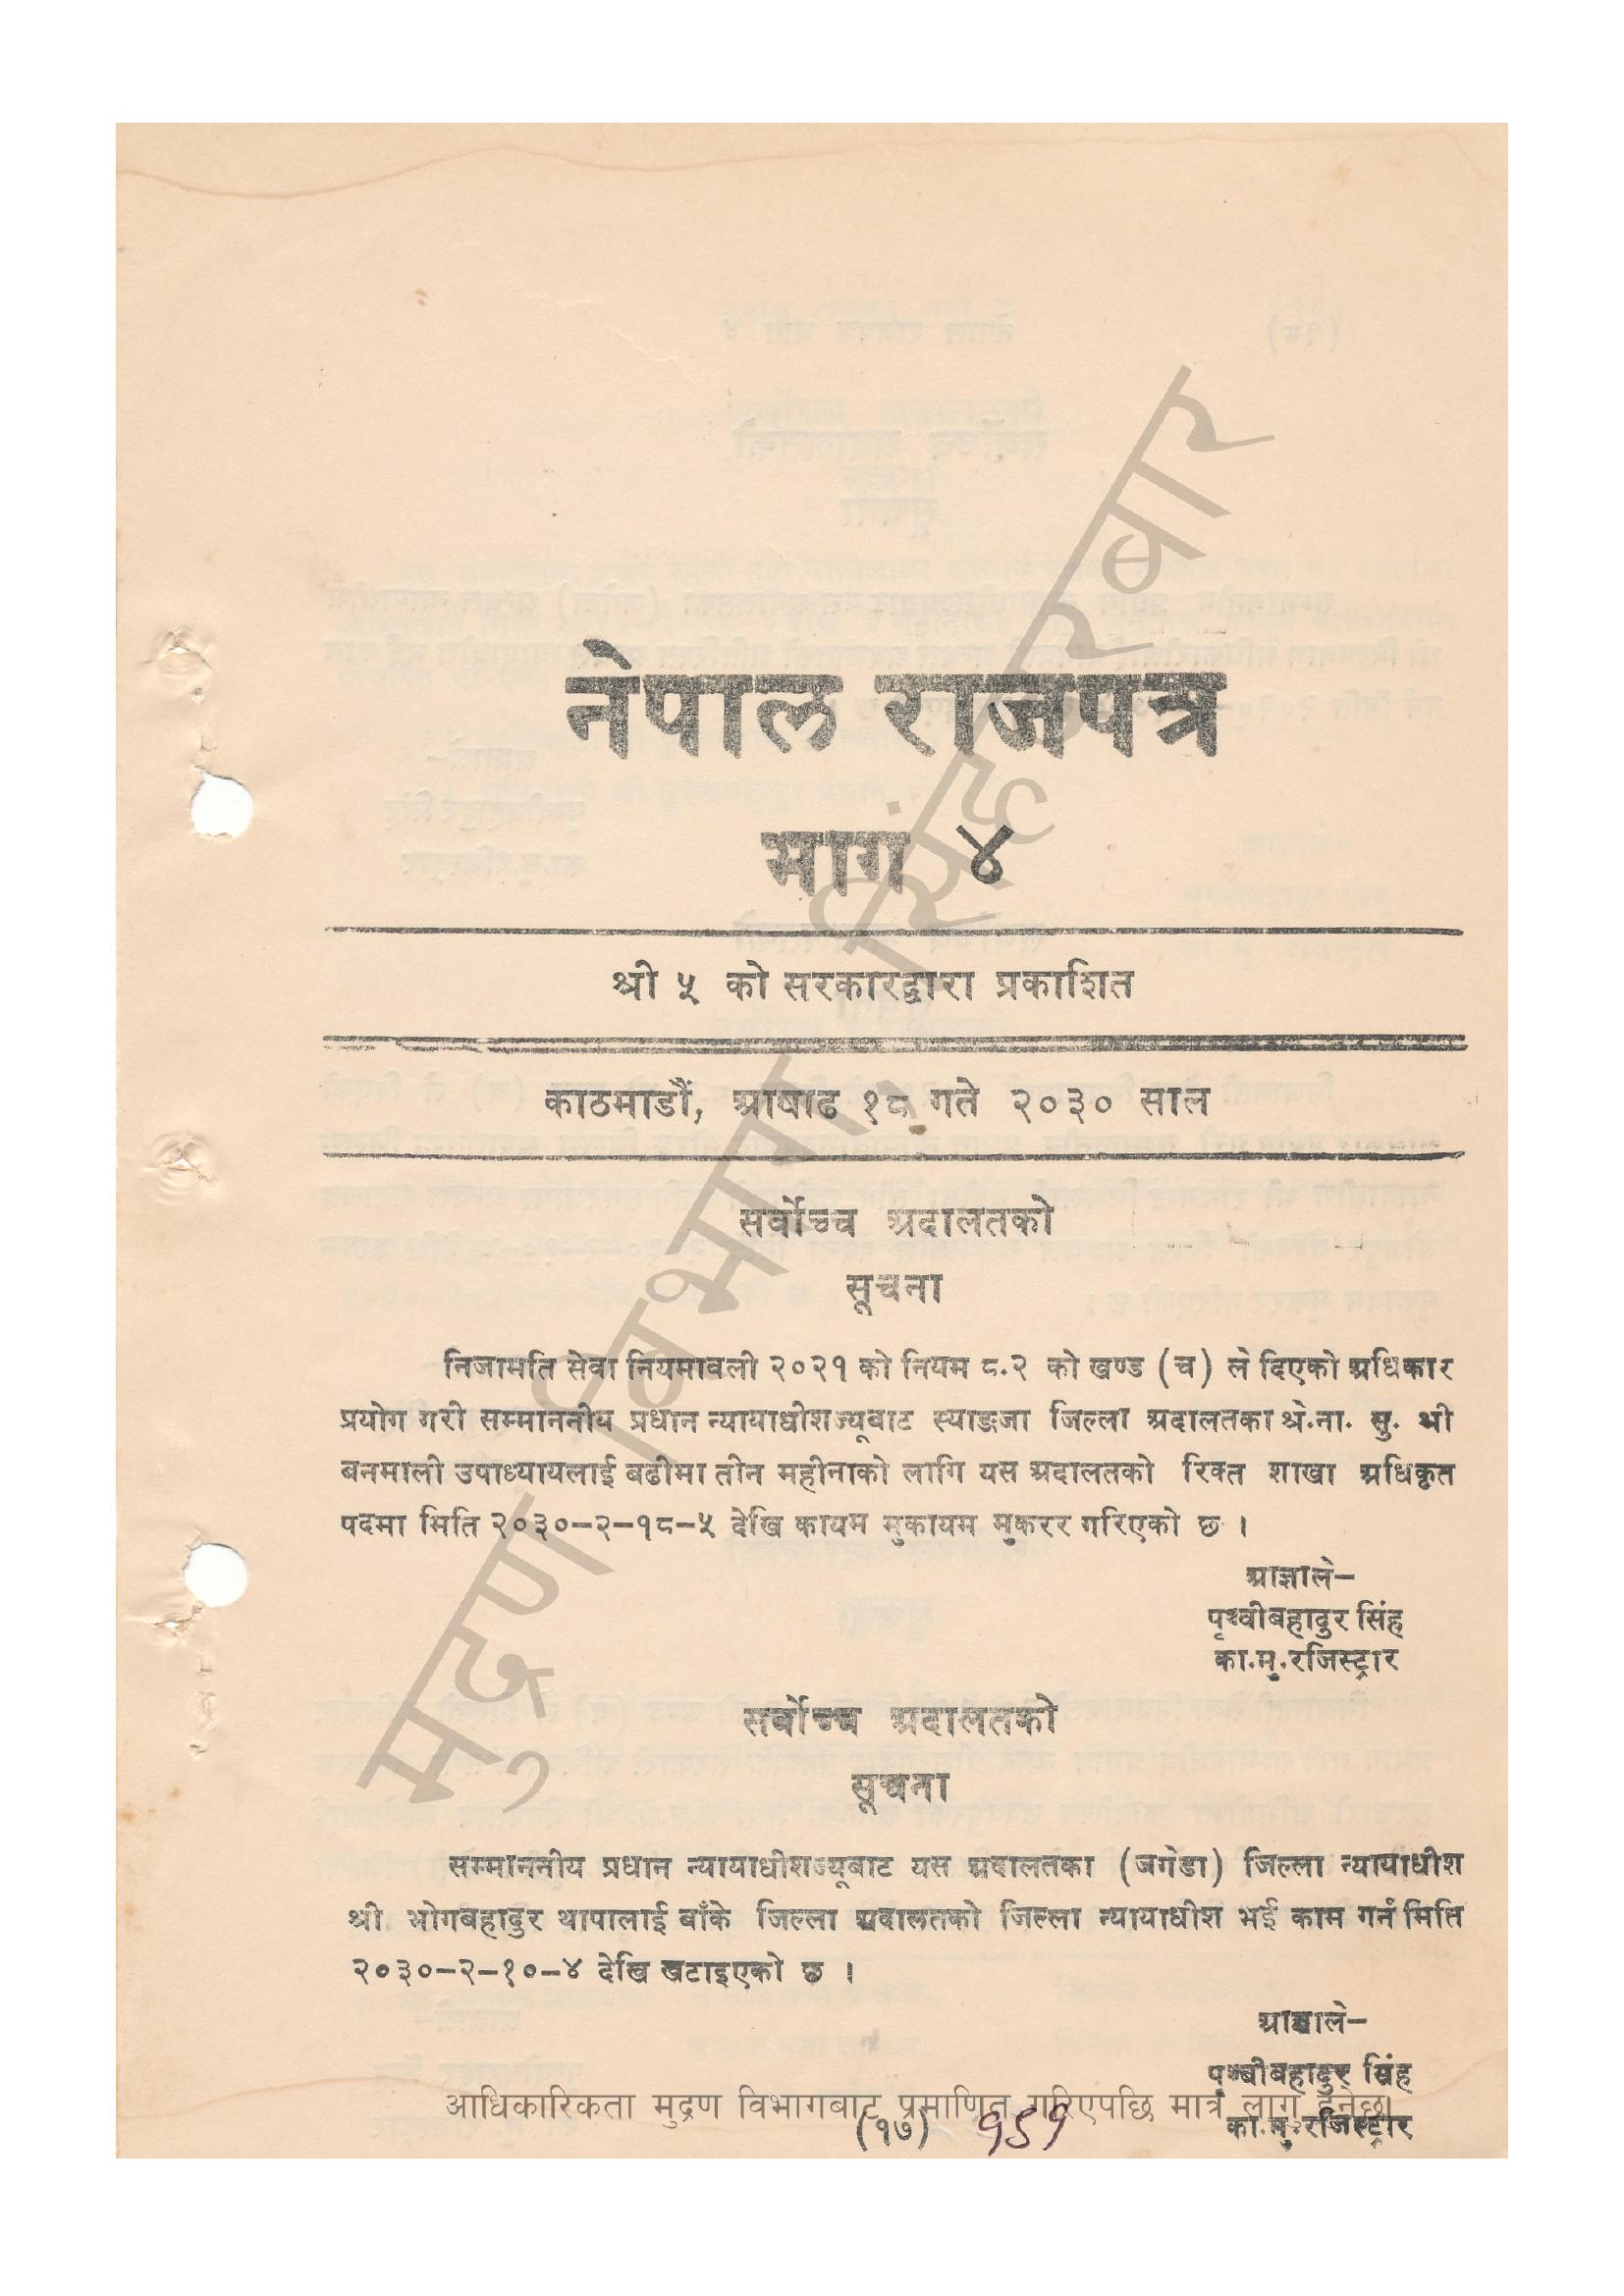 नेपाल राजपत्र
भाग ४
श्री ५ को सरकारद्वारा प्रकाशित
काठमाडौं, आषाढ १८ गते २०३० साल
सर्वोच्च अदालतको
सूचना
निजामति सेवा नियमावली २०२१ को नियम ८.२ को खण्ड (च) ले दिएको अधिकार
प्रयोग गरी सम्माननीय प्रधान न्यायाधीशज्यूबाट स्याङजा जिल्ला अदालतका श्रे.ना. सु. श्री
बनमाली उपाध्यायलाई बढीमा तीन महीनाको लागि यस अदालतको रिक्त शाखा अधिकृत
पदमा मिति २०३०–२–१८–५ देखि कायम मुकायम मुकरर गरिएको छ ।
आज्ञाले–
पृथ्वीबहादुर सिंह
का.मु.रजिस्ट्रार
सर्वोच्च अदालतको
सूचना
सम्माननीय प्रधान न्यायाधीशज्यूबाट यस अदालतका (जगेडा) जिल्ला न्यायाधीश
श्री भोगबहादुर थापालाई बाँके जिल्ला अदालतको जिल्ला न्यायाधीश भई काम गर्न मिति
२०३०–२–१०–४ देखि खटाइएको छ ।
आज्ञाले–
पृथ्वीबहादुर सिंह
का.मु.रजिस्ट्रार
(१७) १५१
मुद्रण विभाग, सिंहदरबार
आधिकारिकता मुद्रण विभागबाट प्रमाणित गरिएपछि मात्र लागु हुनेछ।